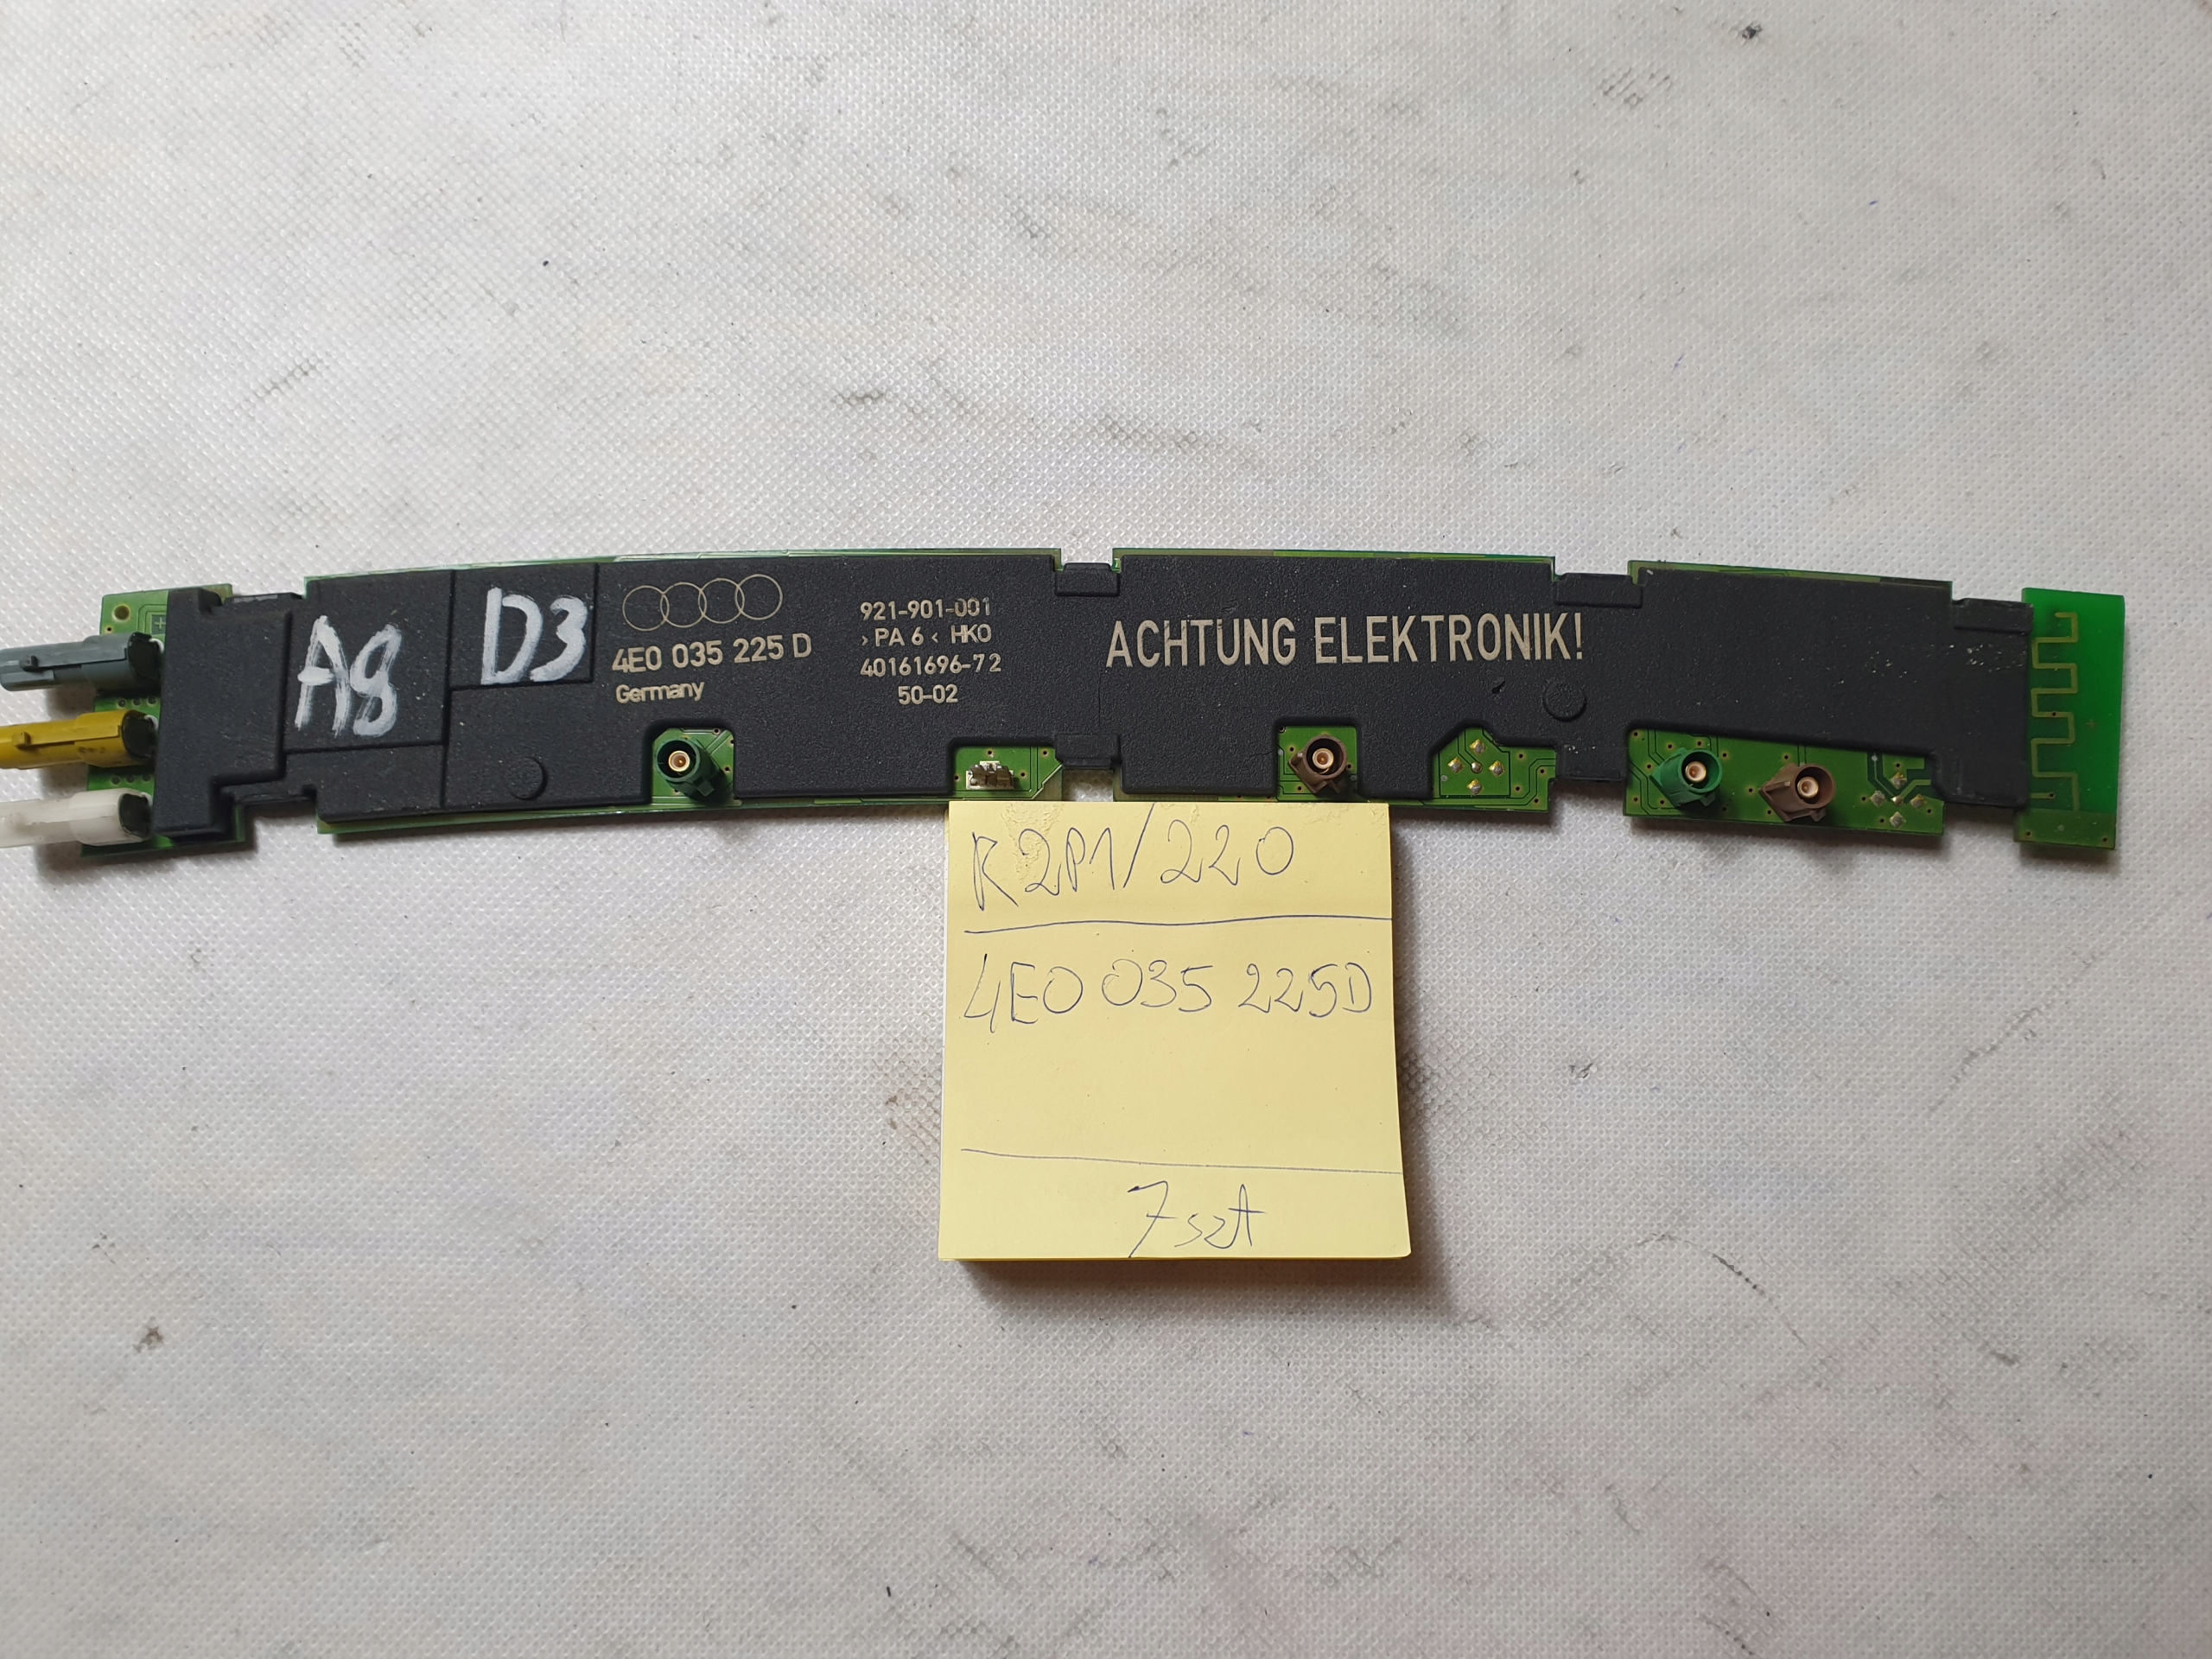 A8
D3
4E0 035 225 D
Germany
921-901-001
>PA 6< HKO
40161696-72
50-02
ACHTUNG ELEKTRONIK!
R2P1/220
4E0 035 225D
7szt